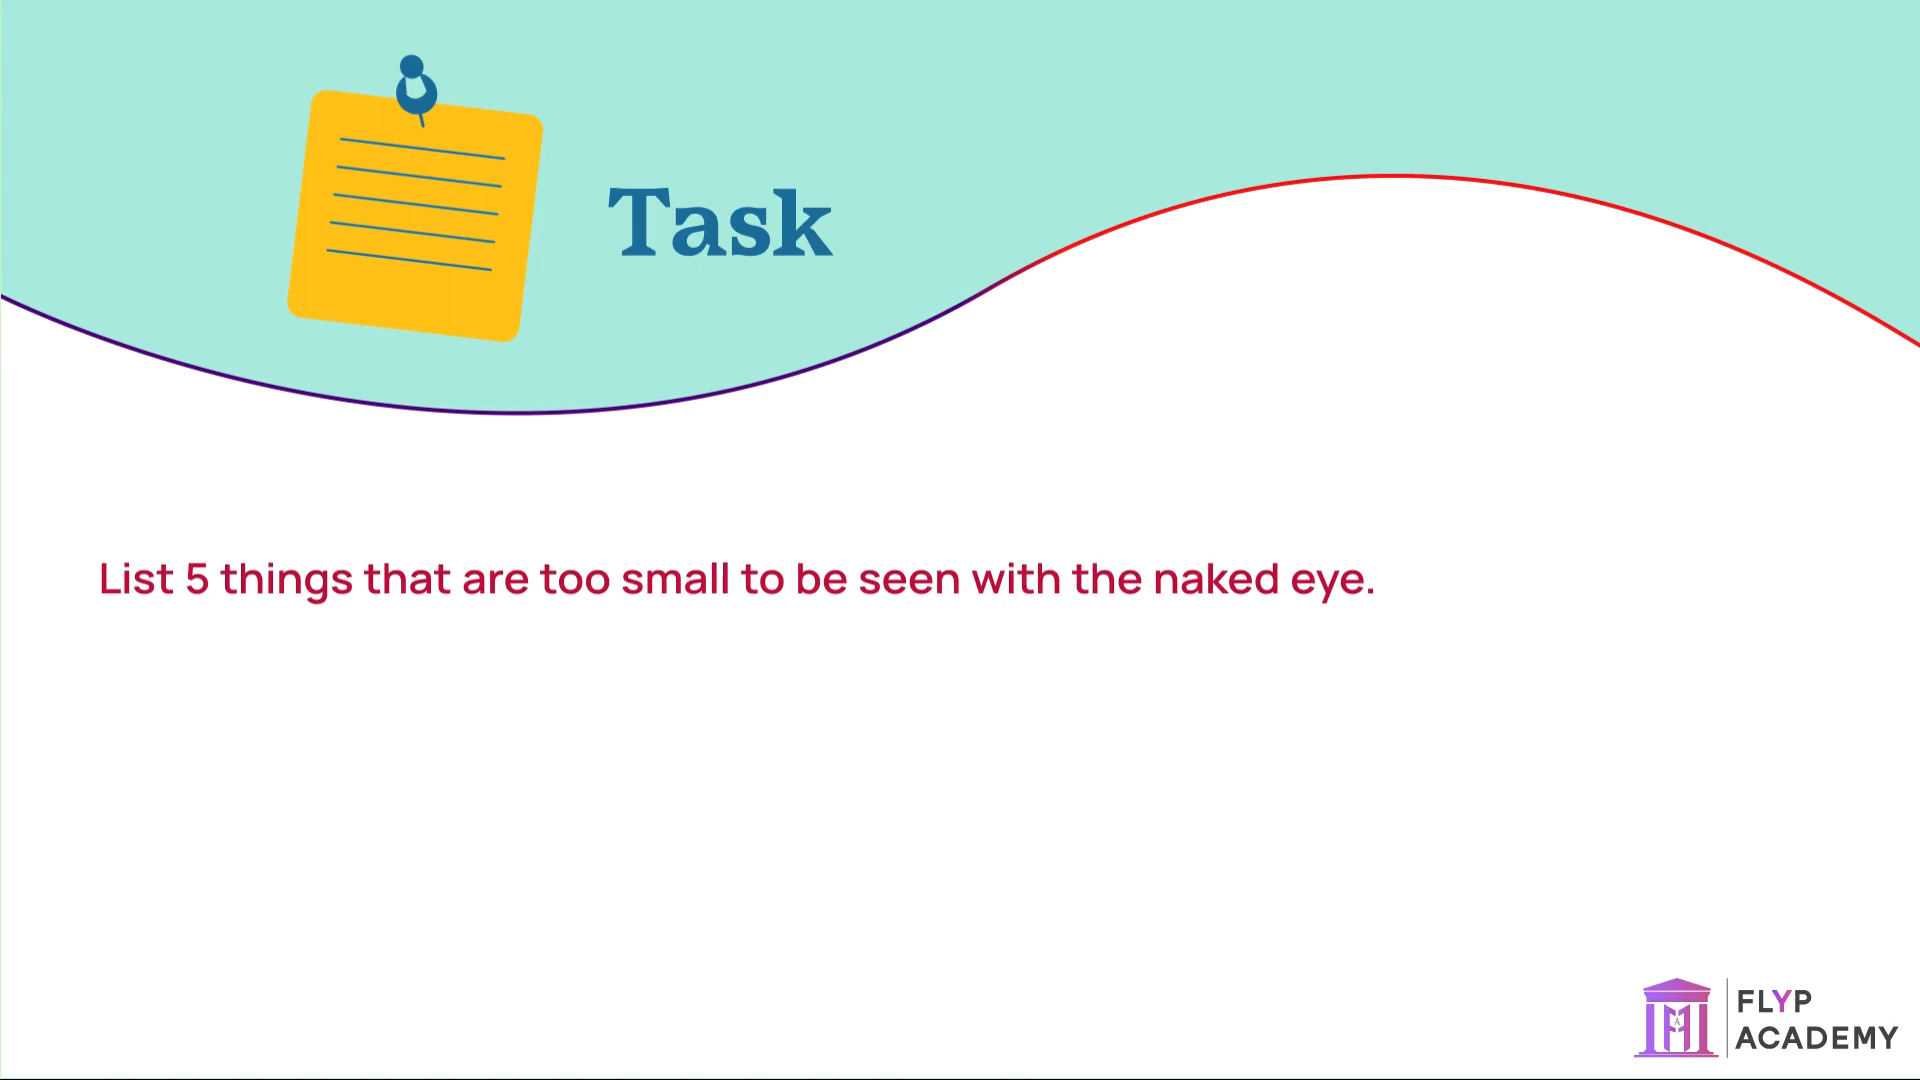 Task
List 5 things that are too small to be seen with the naked eye.
FLYP
ACADEMY